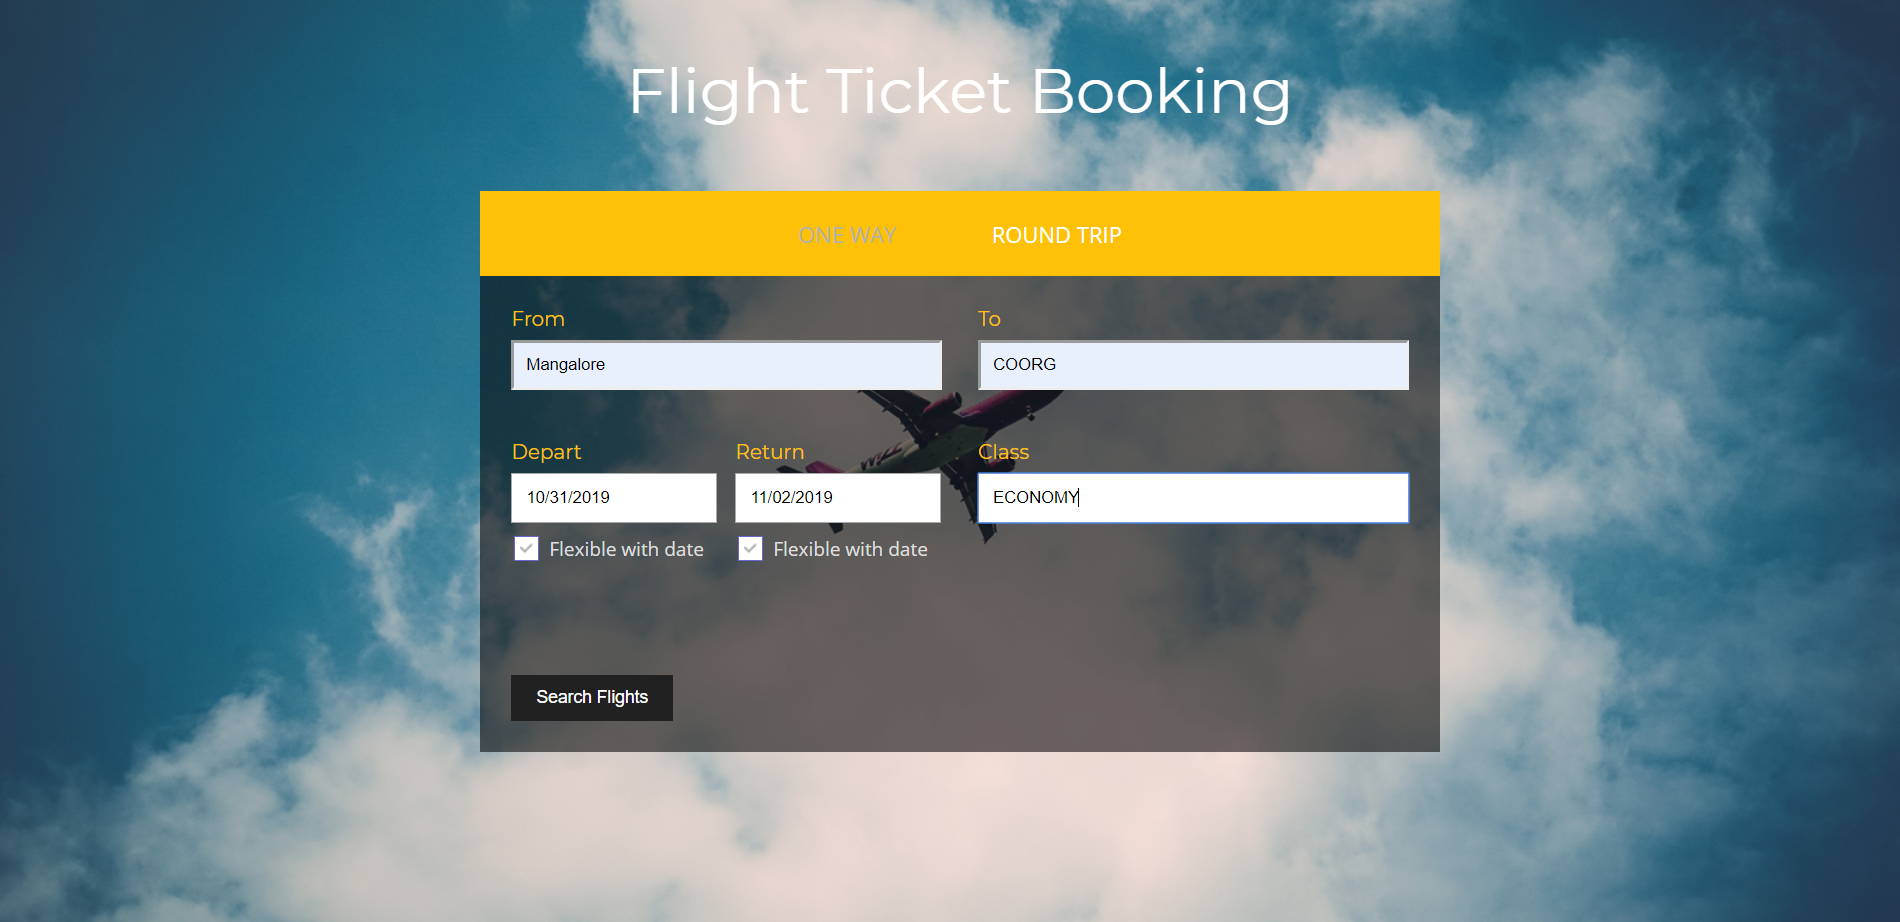 Flight Ticket Booking
ONE WAY ROUND TRIP
From To
Mangalore COORG
Depart Return Class
10/31/2019 11/02/2019 ECONOMY
Flexible with date Flexible with date
Search Flights